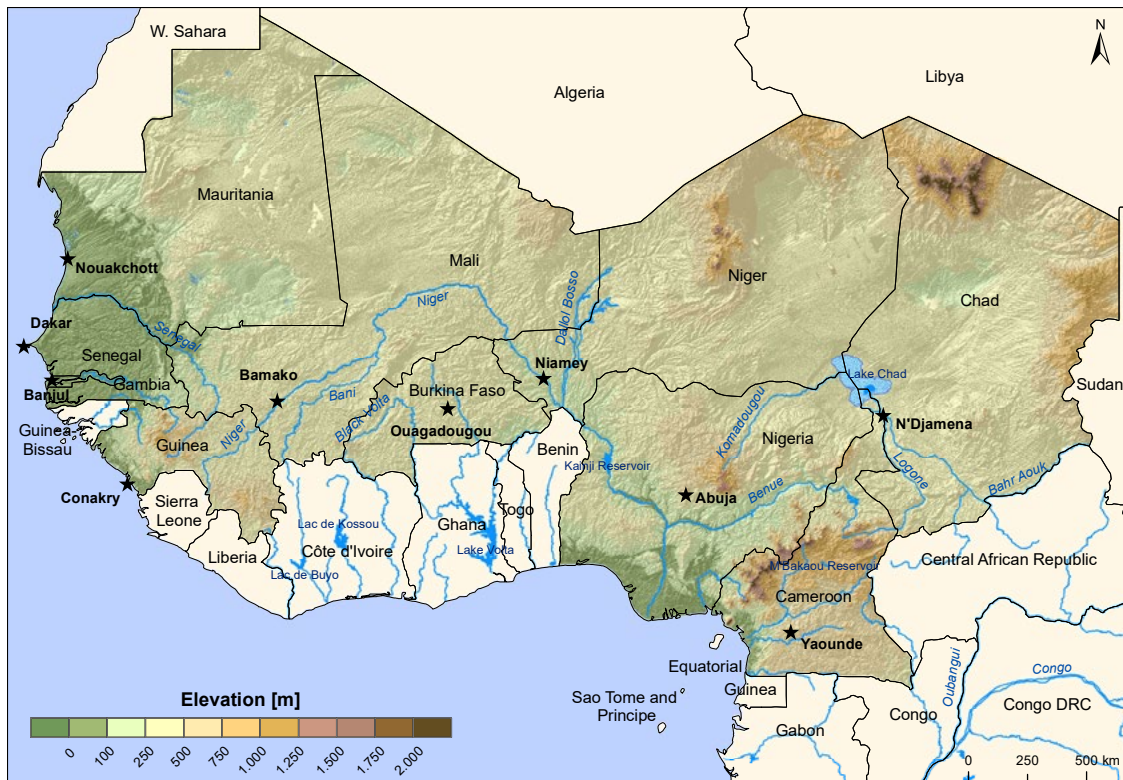 W. Sahara
Algeria
Libya
N
Mauritania
Mali
Niger
Chad
Nouakchott
Niger
Dallol Bosso
Dakar
Senegal
Senegal
Gambia
Banjul
Bamako
Bani
Burkina Faso
Black Volta
Ouagadougou
Niamey
Lake Chad
Komadougou
N'Djamena
Sudan
Guinea-
Bissau
Guinea
Niger
Benin
Nigeria
Kainji Reservoir
Logone
Bahr Aouk
Conakry
Sierra
Leone
Abuja
Benue
Lac de Kossou
Ghana
Togo
Liberia
Côte d'Ivoire
Lake Volta
Lac de Buyo
Central African Republic
M'Bakaou Reservoir
Cameroon
Yaounde
Equatorial
Guinea
Sao Tome and
Principe
Gabon
Congo
Oubangui
Congo
Congo DRC
Elevation [m]
0 100 250 500 750 1.000 1.250 1.500 1.750 2.000
0 250 500 km